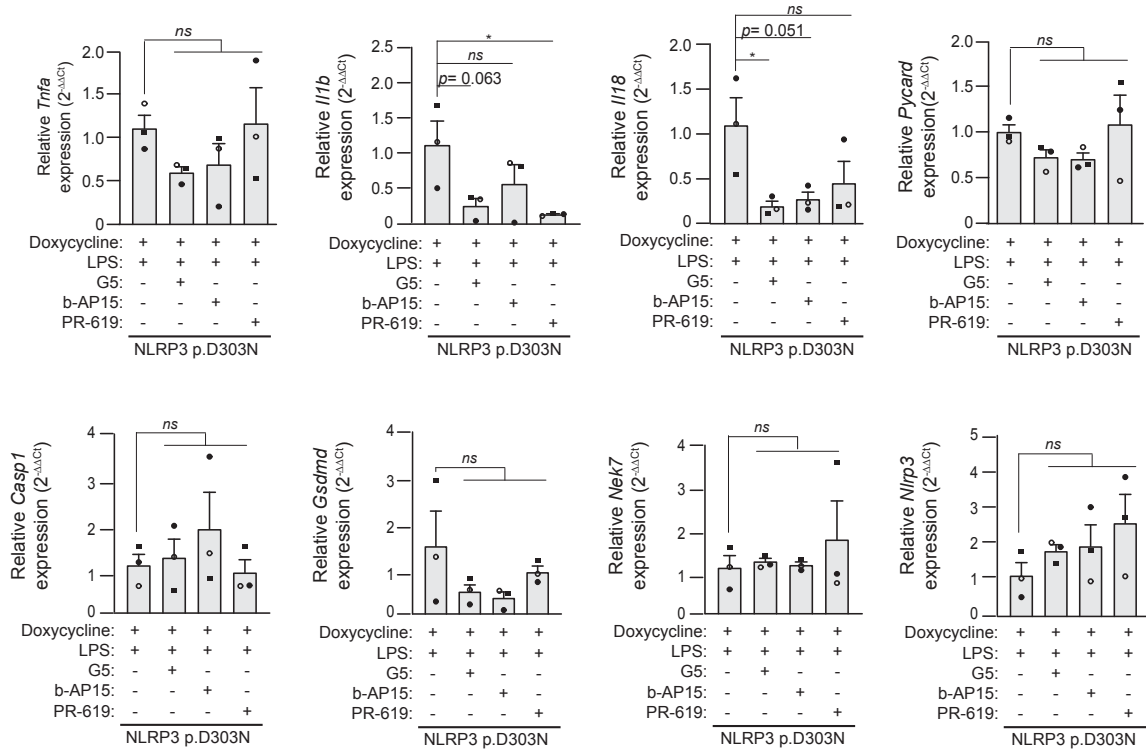 ns
Relative Tnfa
expression (2-ΔΔCt)
2.0
1.5
1.0
0.5
0
Doxycycline: + + + +
LPS: + + + +
G5: - + - -
b-AP15: - - + -
PR-619: - - - +
NLRP3 p.D303N
*
ns
p= 0.063
Relative Il1b
expression (2-ΔΔCt)
2.5
2.0
1.5
1.0
0.5
0
Doxycycline: + + + +
LPS: + + + +
G5: - + - -
b-AP15: - - + -
PR-619: - - - +
NLRP3 p.D303N
ns
p= 0.051
*
Relative Il18
expression (2-ΔΔCt)
2.0
1.5
1.0
0.5
0
Doxycycline: + + + +
LPS: + + + +
G5: - + - -
b-AP15: - - + -
PR-619: - - - +
NLRP3 p.D303N
ns
Relative Pycard
expression(2-ΔΔCt)
2.0
1.5
1.0
0.5
0
Doxycycline: + + + +
LPS: + + + +
G5: - + - -
b-AP15: - - + -
PR-619: - - - +
NLRP3 p.D303N
ns
Relative Casp1
expression (2-ΔΔCt)
4
3
2
1
0
Doxycycline: + + + +
LPS: + + + +
G5: - + - -
b-AP15: - - + -
PR-619: - - - +
NLRP3 p.D303N
ns
Relative Gsdmd
expression (2-ΔΔCt)
4
3
2
1
0
Doxycycline: + + + +
LPS: + + + +
G5: - + - -
b-AP15: - - + -
PR-619: - - - +
NLRP3 p.D303N
ns
Relative Nek7
expression (2-ΔΔCt)
4
3
2
1
0
Doxycycline: + + + +
LPS: + + + +
G5: - + - -
b-AP15: - - + -
PR-619: - - - +
NLRP3 p.D303N
ns
Relative Nlrp3
expression (2-ΔΔCt)
5
4
3
2
1
0
Doxycycline: + + + +
LPS: + + + +
G5: - + - -
b-AP15: - - + -
PR-619: - - - +
NLRP3 p.D303N